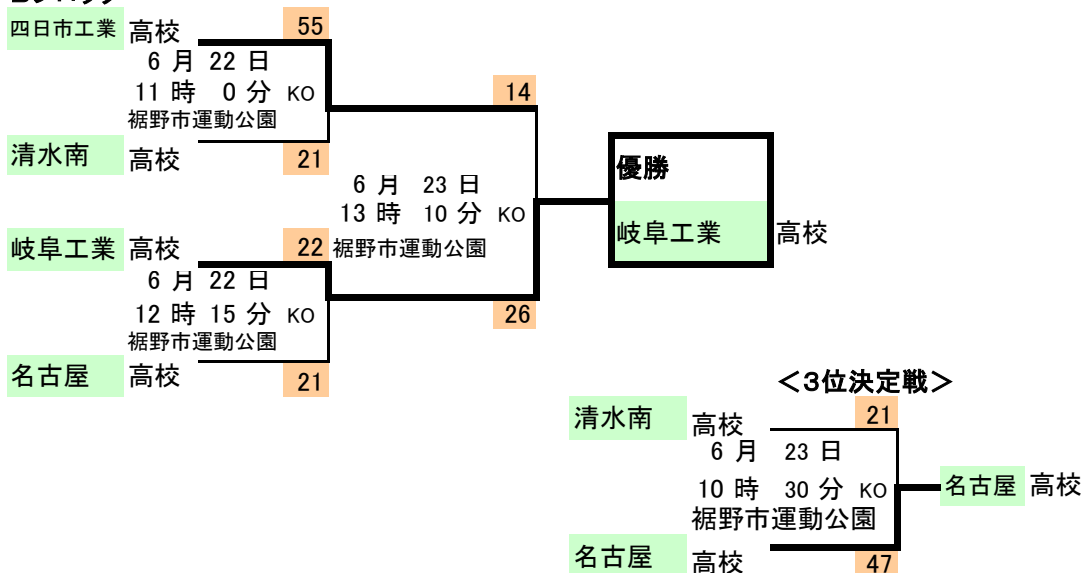 四日市工業 高校 55
6 月 22 日
11 時 0 分 KO
裾野市運動公園
清水南 高校 21
14
6 月 23 日
13 時 10 分 KO
裾野市運動公園
優勝
岐阜工業 高校
岐阜工業 高校 22
6 月 22 日
12 時 15 分 KO
裾野市運動公園
名古屋 高校 21
26
<3位決定戦>
清水南 高校 21
6 月 23 日
10 時 30 分 KO
裾野市運動公園
名古屋 高校
名古屋 高校 47